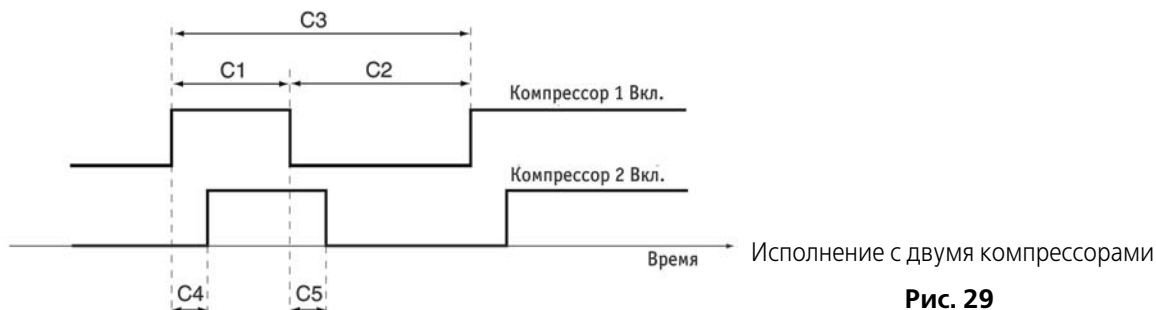 C3
C1
C2
Компрессор 1 Вкл.
Компрессор 2 Вкл.
Время
Исполнение с двумя компрессорами
C4
C5
Рис. 29